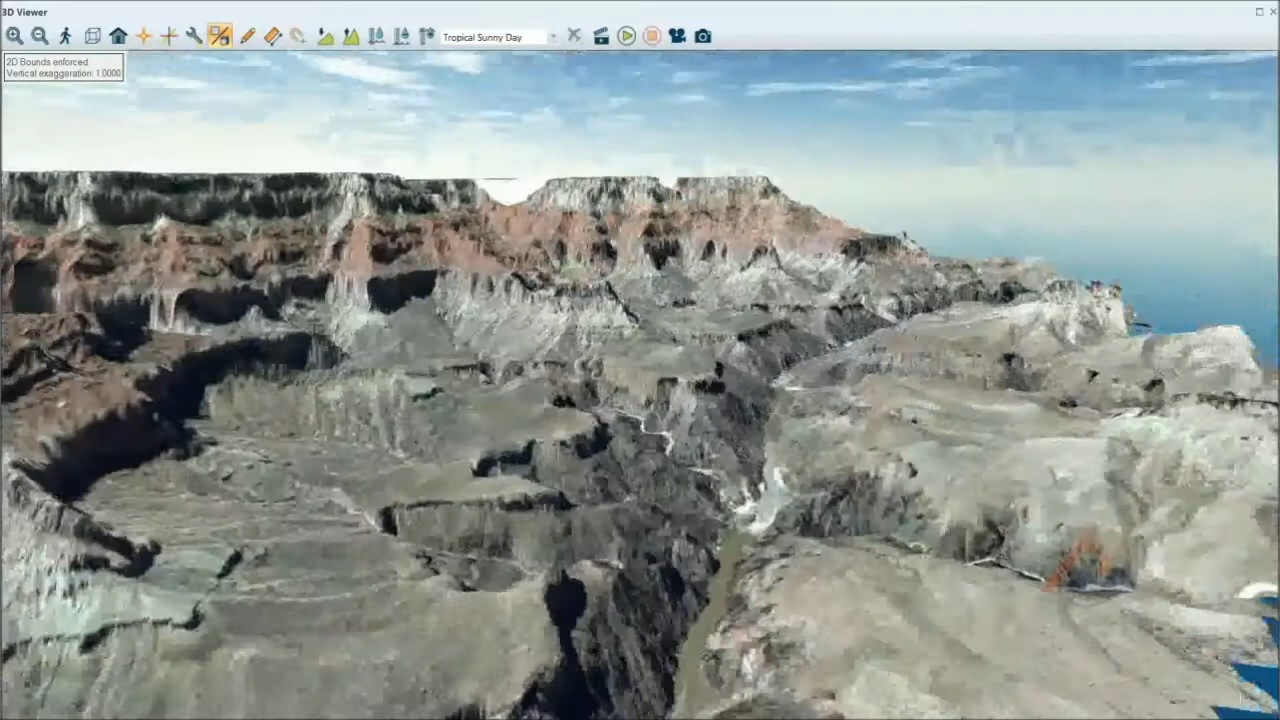 3D Viewer
Tropical Sunny Day
2D Bounds enforced
Vertical exaggeration: 1.0000